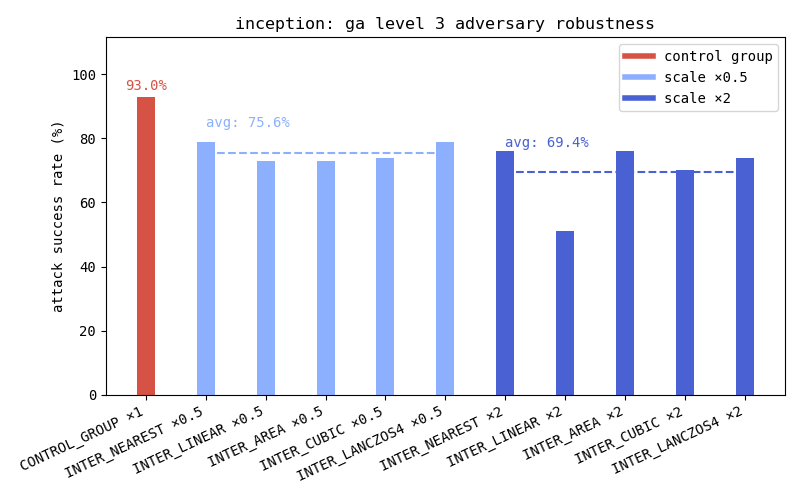 inception: ga level 3 adversary robustness
attack success rate (%)
100
80
60
40
20
0
93.0%
avg: 75.6%
avg: 69.4%
control group
scale ×0.5
scale ×2
CONTROL_GROUP ×1
INTER_NEAREST ×0.5
INTER_LINEAR ×0.5
INTER_AREA ×0.5
INTER_CUBIC ×0.5
INTER_LANCZOS4 ×0.5
INTER_NEAREST ×2
INTER_LINEAR ×2
INTER_AREA ×2
INTER_CUBIC ×2
INTER_LANCZOS4 ×2